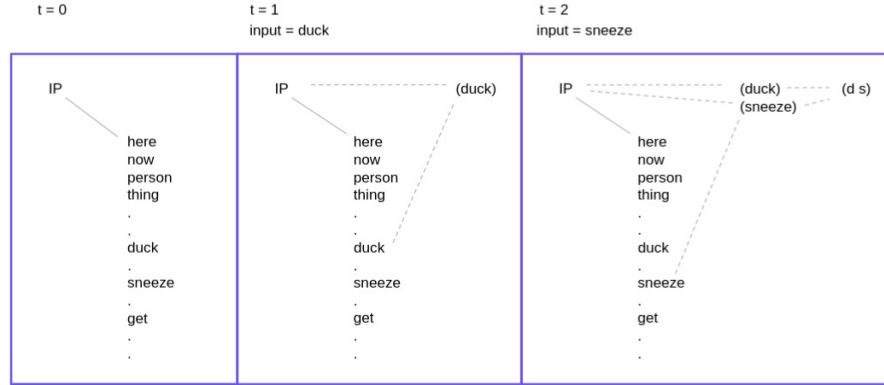 t = 0
t = 1
input = duck
t = 2
input = sneeze
IP
here
now
person
thing
.
.
duck
.
sneeze
.
get
.
.
IP
(duck)
here
now
person
thing
.
.
duck
.
sneeze
.
get
.
.
IP
(duck)
(d s)
(sneeze)
here
now
person
thing
.
.
duck
.
sneeze
.
get
.
.